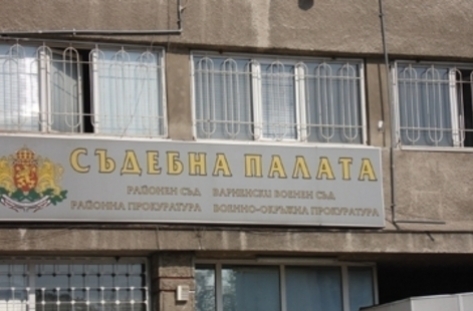 СЪДЕБНА ПАЛАТА
РАЙОНЕН СЪД ВАРНЕНСКИ ВОЕНЕН СЪД
РАЙОННА ПРОКУРАТУРА ВОЕННО-ОКРЪЖНА ПРОКУРАТУРА